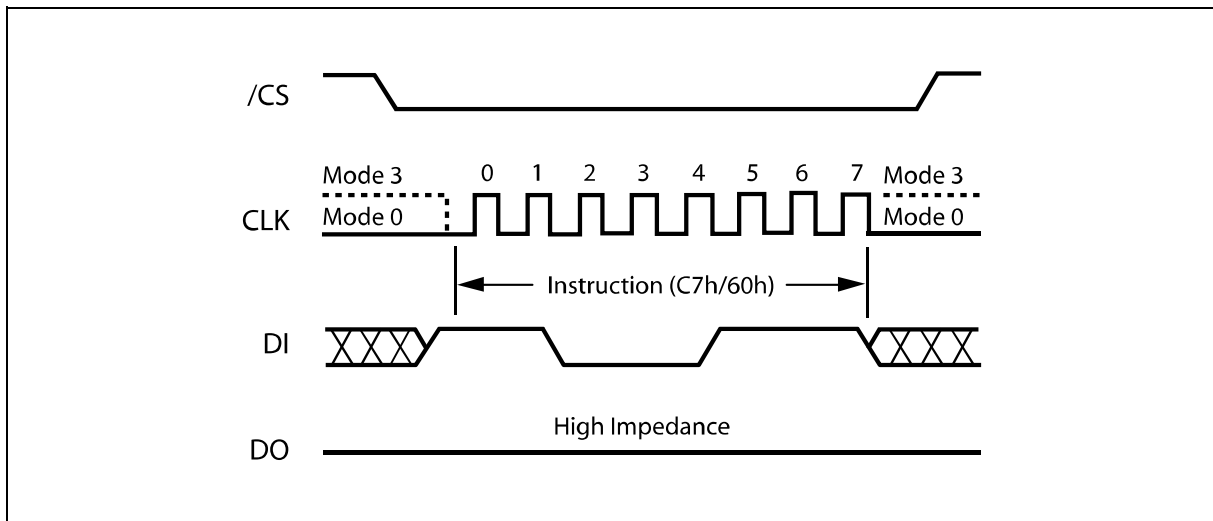 /CS
Mode 3 0 1 2 3 4 5 6 7 Mode 3
CLK Mode 0 Mode 0
Instruction (C7h/60h)
DI
High Impedance
DO